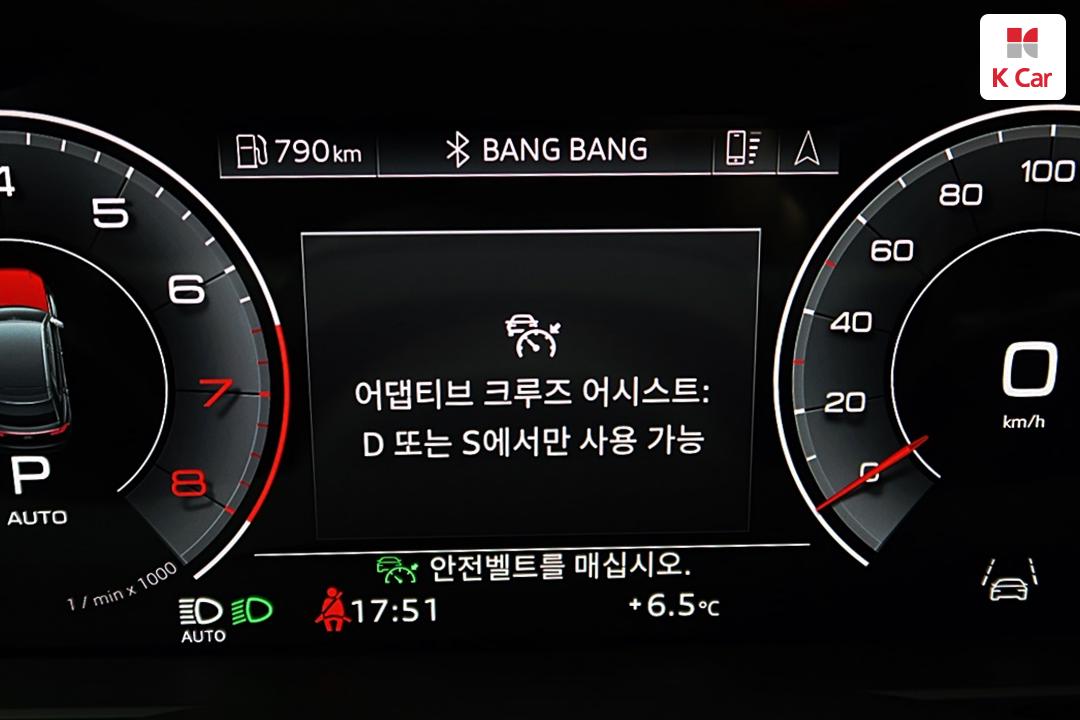 K Car
790km
BANG BANG
4
5
6
7
8
P
AUTO
1 / min x 1000
어댑티브 크루즈 어시스트:
D 또는 S에서만 사용 가능
안전벨트를 매십시오.
AUTO
17:51
+6.5°C
100
80
60
40
20
0
0
km/h